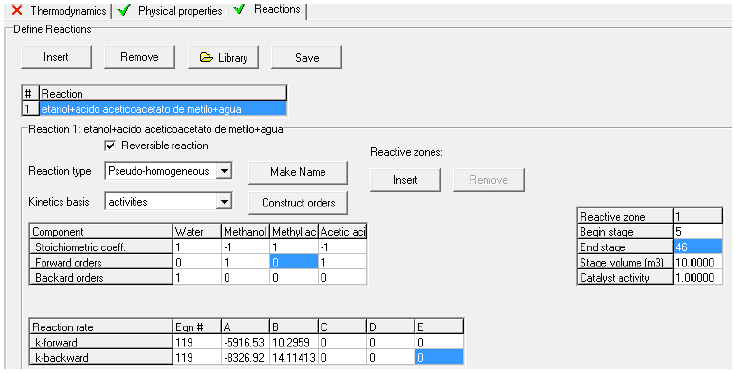 Thermodynamics Physical properties Reactions
Define Reactions
Insert Remove Library Save
# Reaction
1 etanol+acido aceticoacetato de metilo+agua
Reaction 1: etanol+acido aceticoacetato de metilo+agua
Reversible reaction
Reaction type Pseudo-homogeneous Make Name
Kinetics basis activities Construct orders
Reactive zones:
Insert Remove
Component Water Methanol Methyl ac Acetic aci
Stoichiometric coeff. 1 -1 1 -1
Forward orders 0 1 0 1
Backard orders 1 0 0 0
Reactive zone 1
Begin stage 5
End stage 46
Stage volume (m3) 10.0000
Catalyst activity 1.00000
Reaction rate Eqn # A B C D E
k-forward 119 -5916.53 10.2959 0 0 0
k-backward 119 -8326.92 14.11413 0 0 0